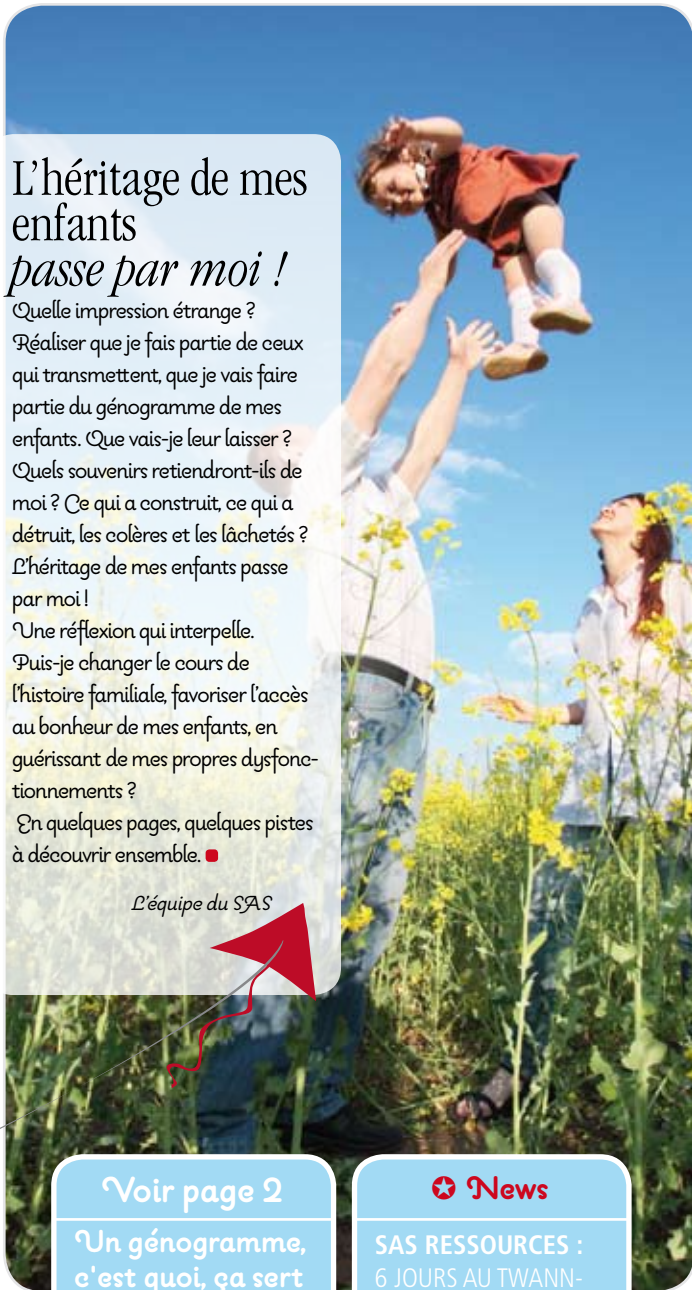 L'héritage de mes
enfants
passe par moi !
Quelle impression étrange ?
Réaliser que je fais partie de ceux
qui transmettent, que je vais faire
partie du génogramme de mes
enfants. Que vais-je leur laisser ?
Quels souvenirs retiendront-ils de
moi ? Ce qui a construit, ce qui a
détruit, les colères et les lâchetés ?
L'héritage de mes enfants passe
par moi !
Une réflexion qui interpelle.
Puis-je changer le cours de
l'histoire familiale, favoriser l'accès
au bonheur de mes enfants, en
guérissant de mes propres dysfonc-
tionnements ?
En quelques pages, quelques pistes
à découvrir ensemble.
L'équipe du SAS
Voir page 2
Un génogramme,
c'est quoi, ça sert
News
SAS RESSOURCES :
6 JOURS AU TWANN-